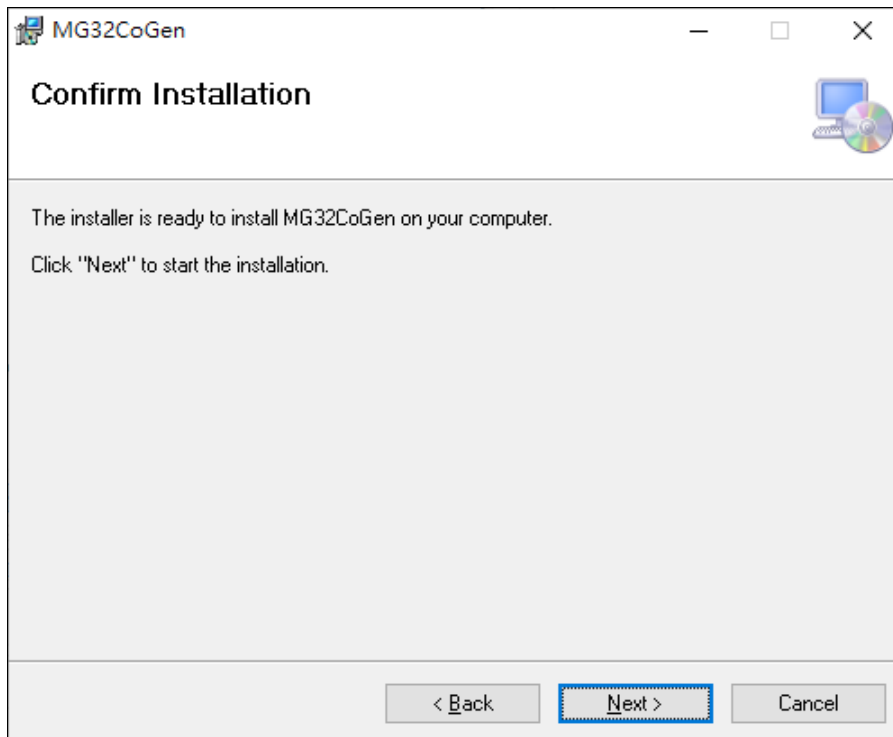 MG32CoGen
Confirm Installation
The installer is ready to install MG32CoGen on your computer.
Click "Next" to start the installation.
< Back
Next >
Cancel